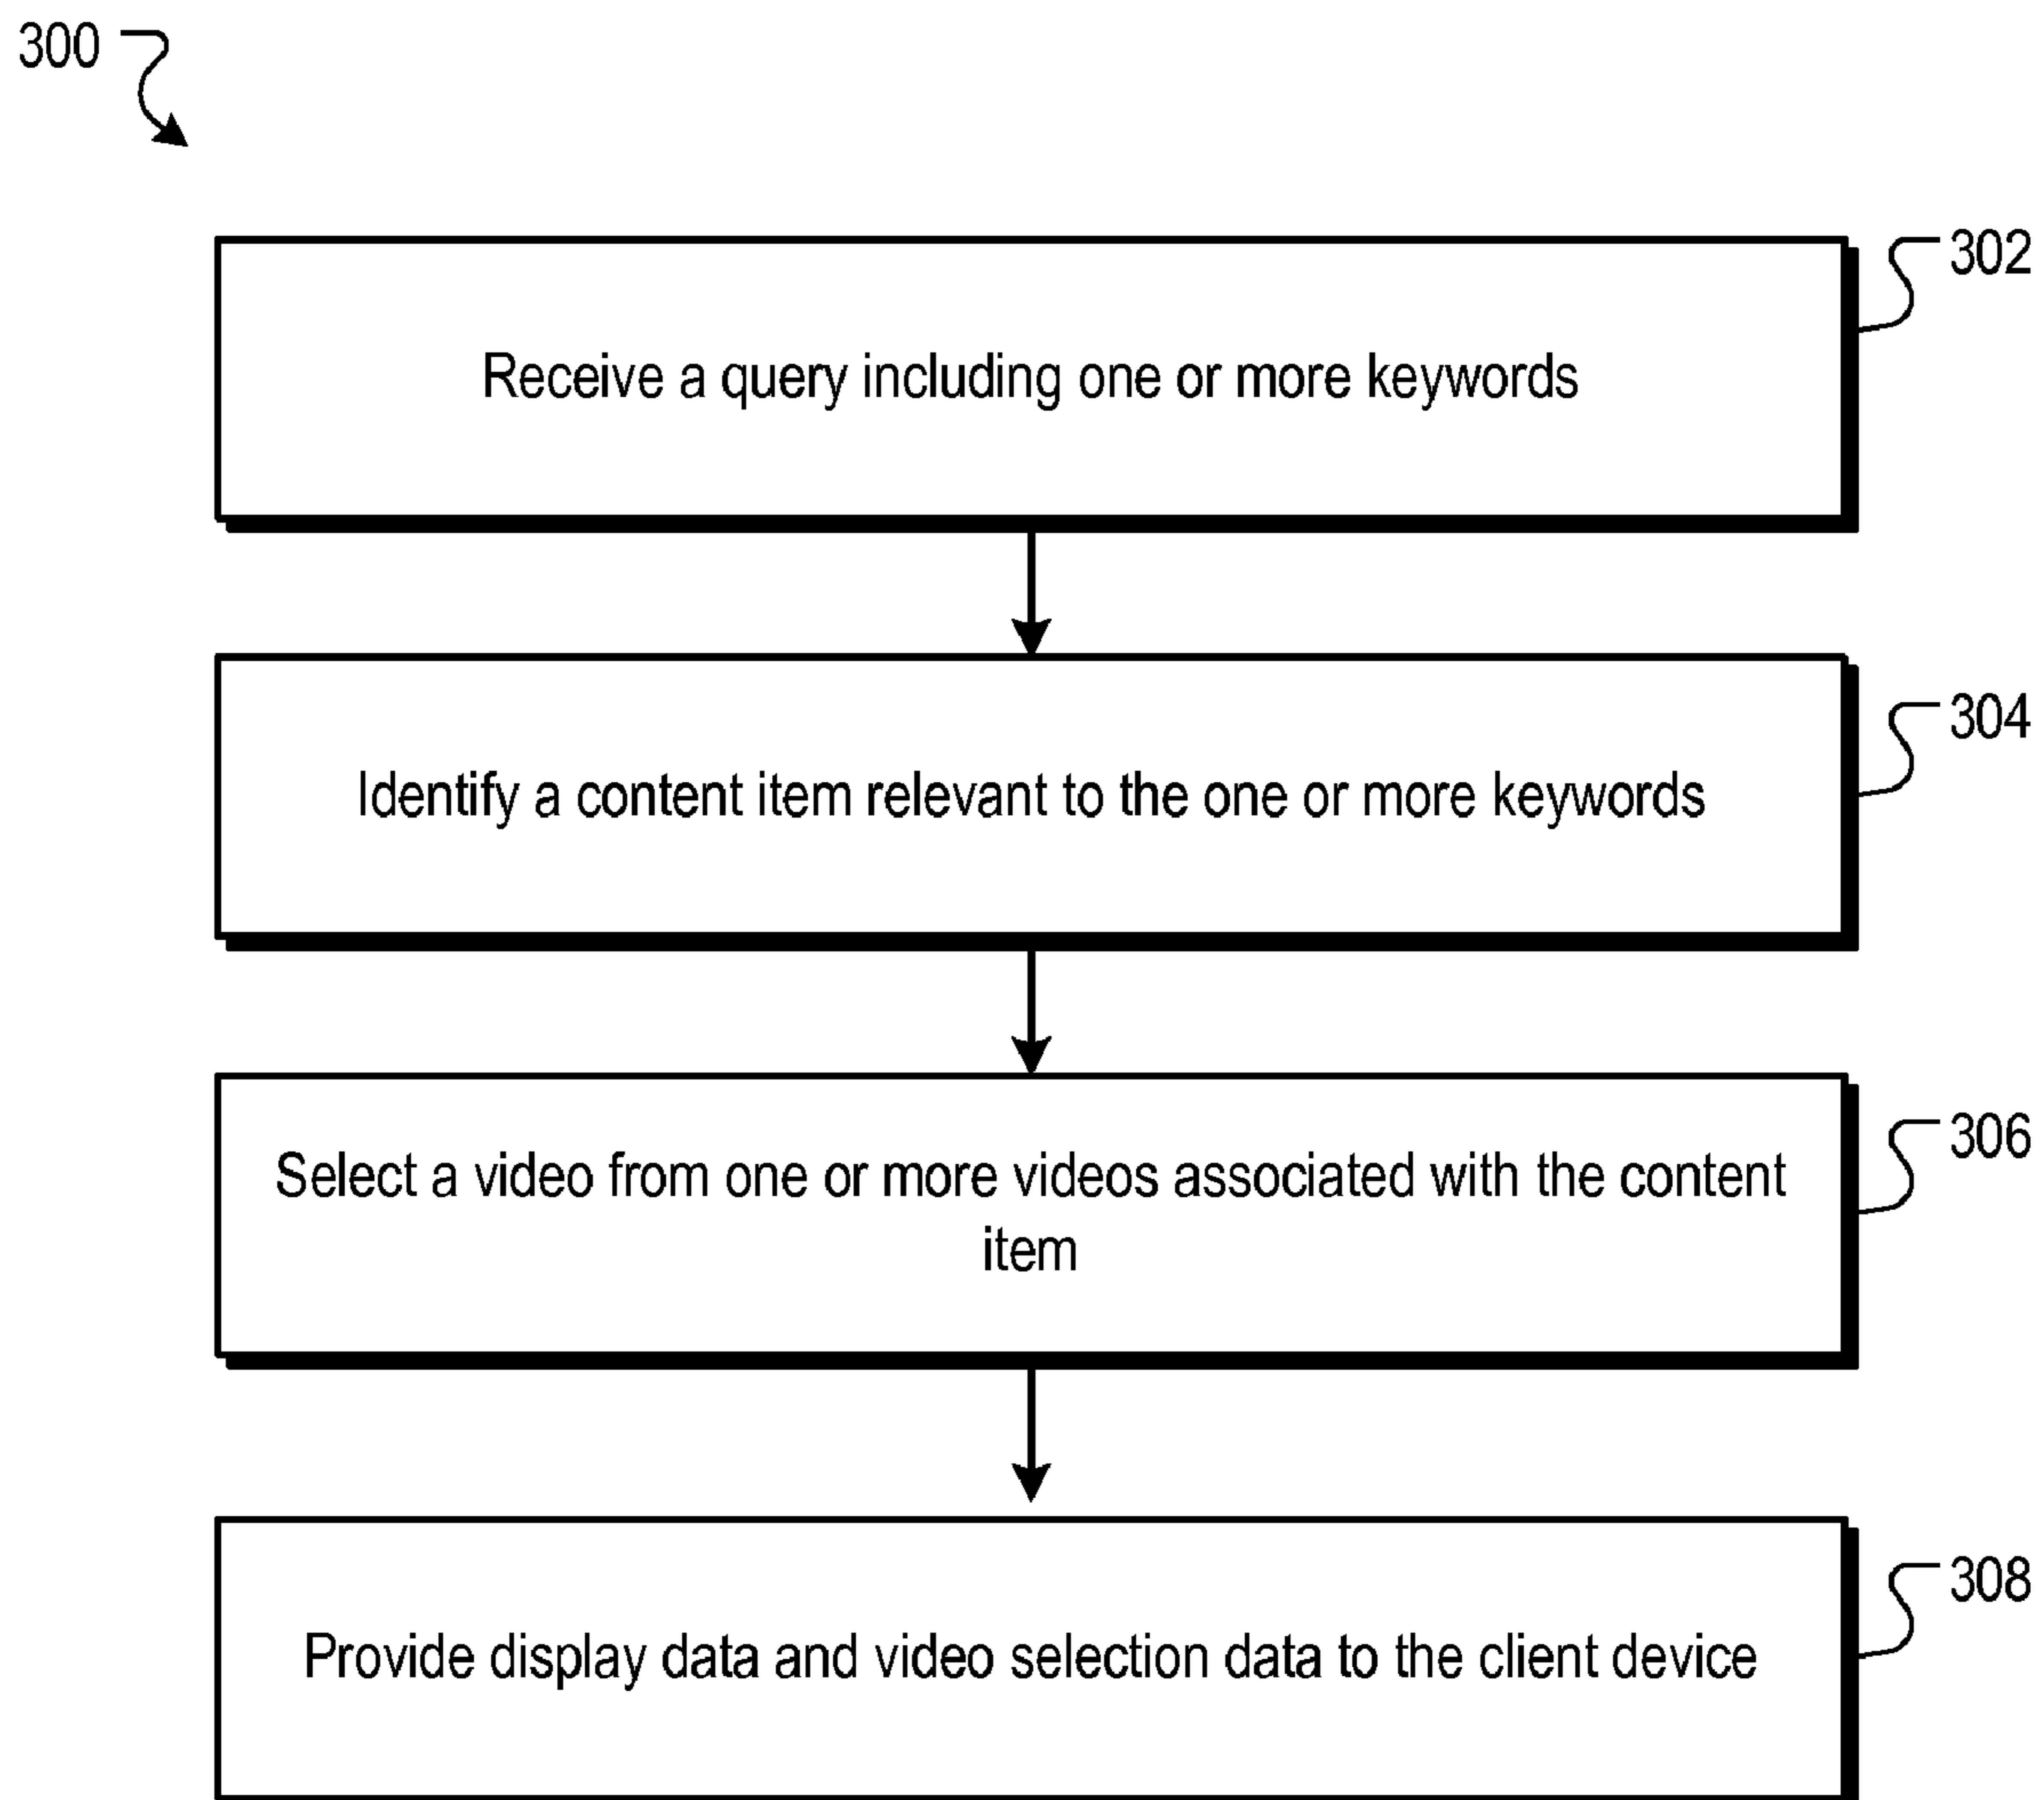 300
302
Receive a query including one or more keywords
304
Identify a content item relevant to the one or more keywords
306
Select a video from one or more videos associated with the content
item
308
Provide display data and video selection data to the client device